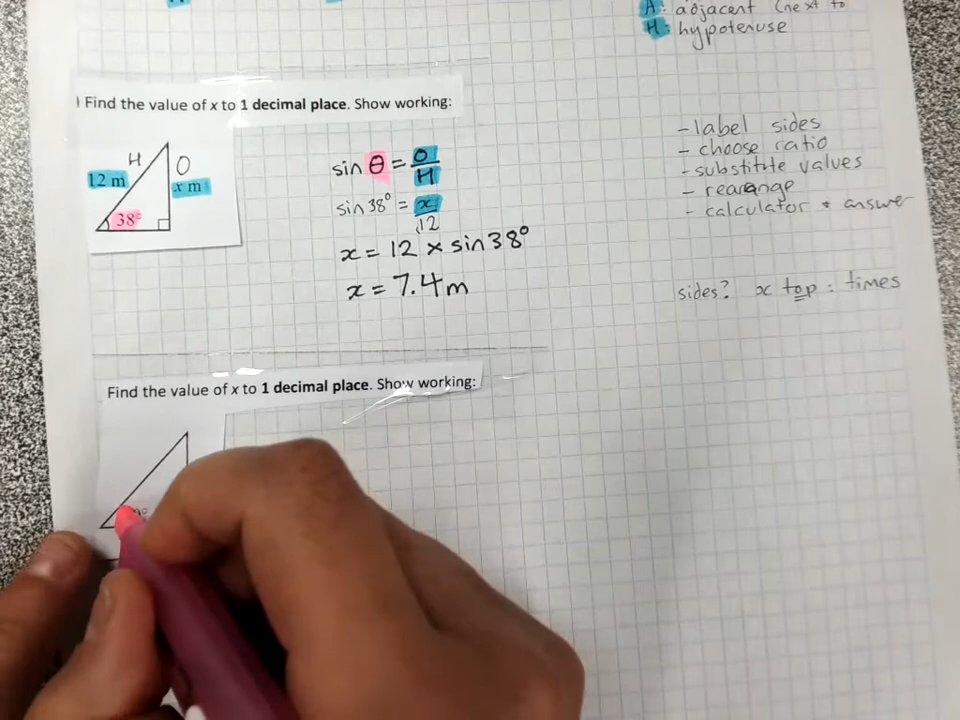 A: adjacent (next to
H: hypotenuse
) Find the value of x to 1 decimal place. Show working:
H
O
12 m
x m
38°
sin θ = O/H
sin 38° = x/12
x = 12 × sin 38°
x = 7.4 m
- label sides
- choose ratio
- substitute values
- rearrange
- calculator + answer
sides? x top : times
Find the value of x to 1 decimal place. Show working: